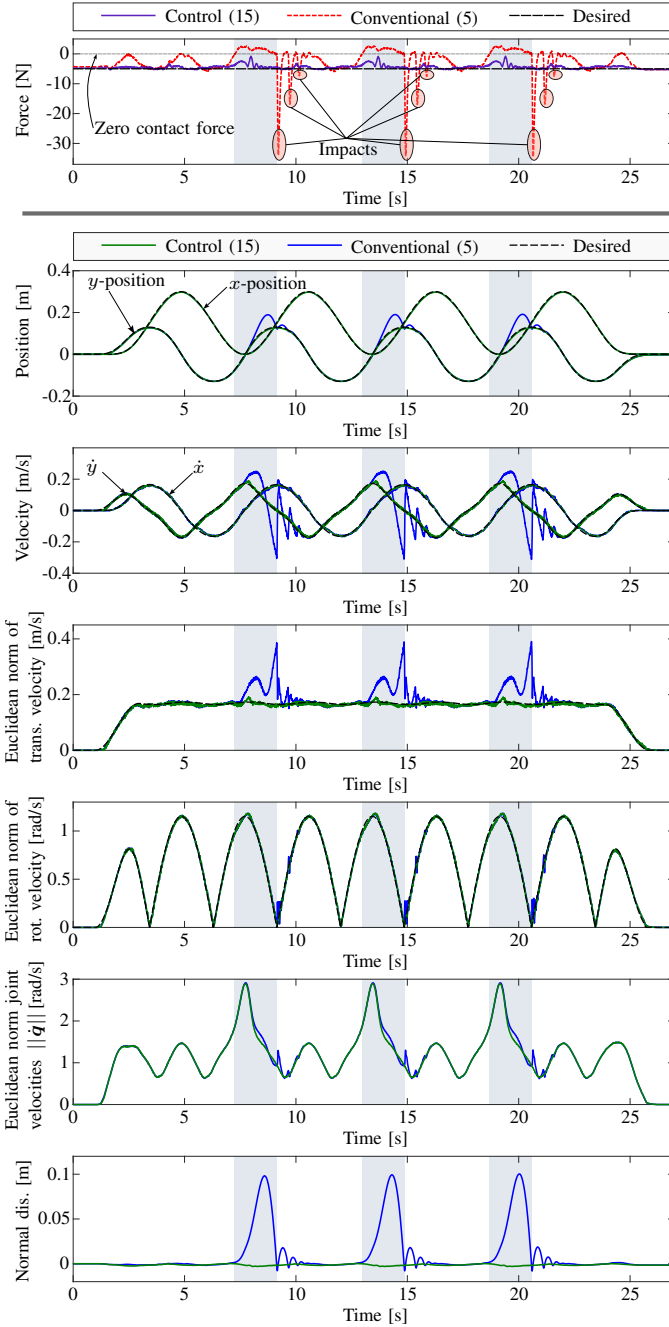 Control (15) Conventional (5) Desired
Force [N]
0
-10
-20
-30
Zero contact force
Impacts
0 5 10 15 20 25
Time [s]
Control (15) Conventional (5) Desired
Position [m]
0.4
0.2
0
-0.2
y-position
x-position
0 5 10 15 20 25
Time [s]
Velocity [m/s]
0.2
0
-0.2
-0.4
ẏ
ẋ
0 5 10 15 20 25
Time [s]
Euclidean norm of
trans. velocity [m/s]
0.4
0.2
0
0 5 10 15 20 25
Time [s]
Euclidean norm of
rot. velocity [rad/s]
1
0.5
0
0 5 10 15 20 25
Time [s]
Euclidean norm joint
velocities ||q̇|| [rad/s]
3
2
1
0
0 5 10 15 20 25
Time [s]
Normal dis. [m]
0.1
0.05
0
0 5 10 15 20 25
Time [s]